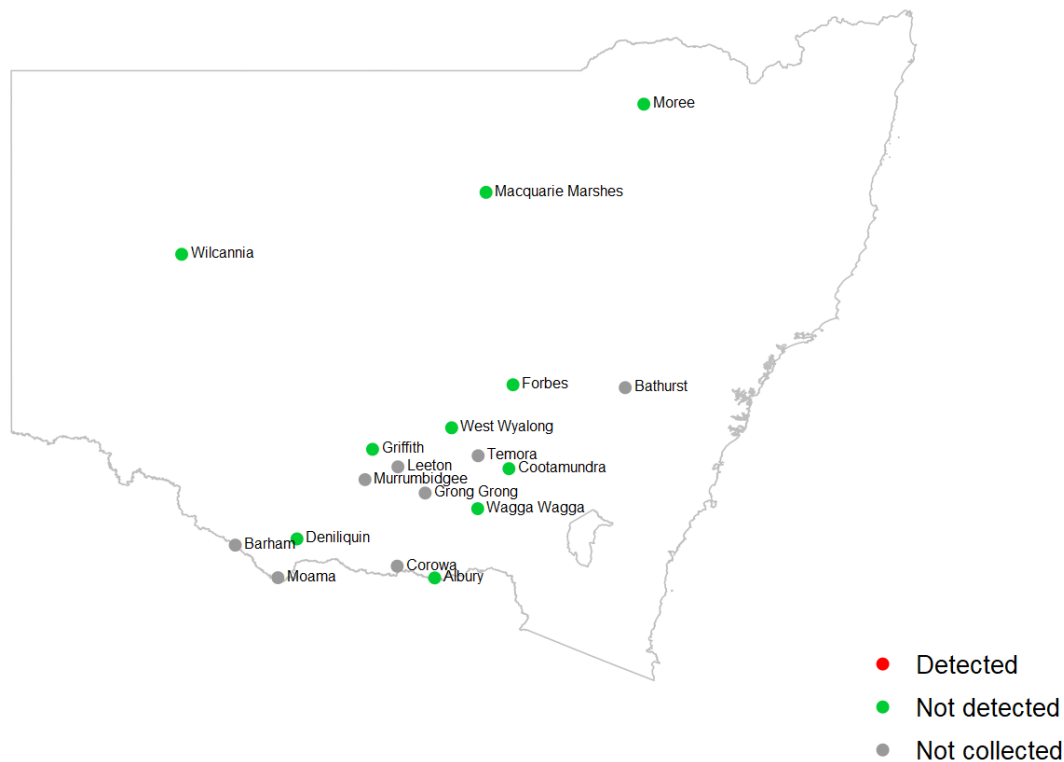 Moree
Macquarie Marshes
Wilcannia
Forbes
Bathurst
West Wyalong
Griffith
Temora
Leeton
Cootamundra
Murrumbidgee
Grong Grong
Wagga Wagga
Deniliquin
Barham
Corowa
Moama
Albury
Detected
Not detected
Not collected